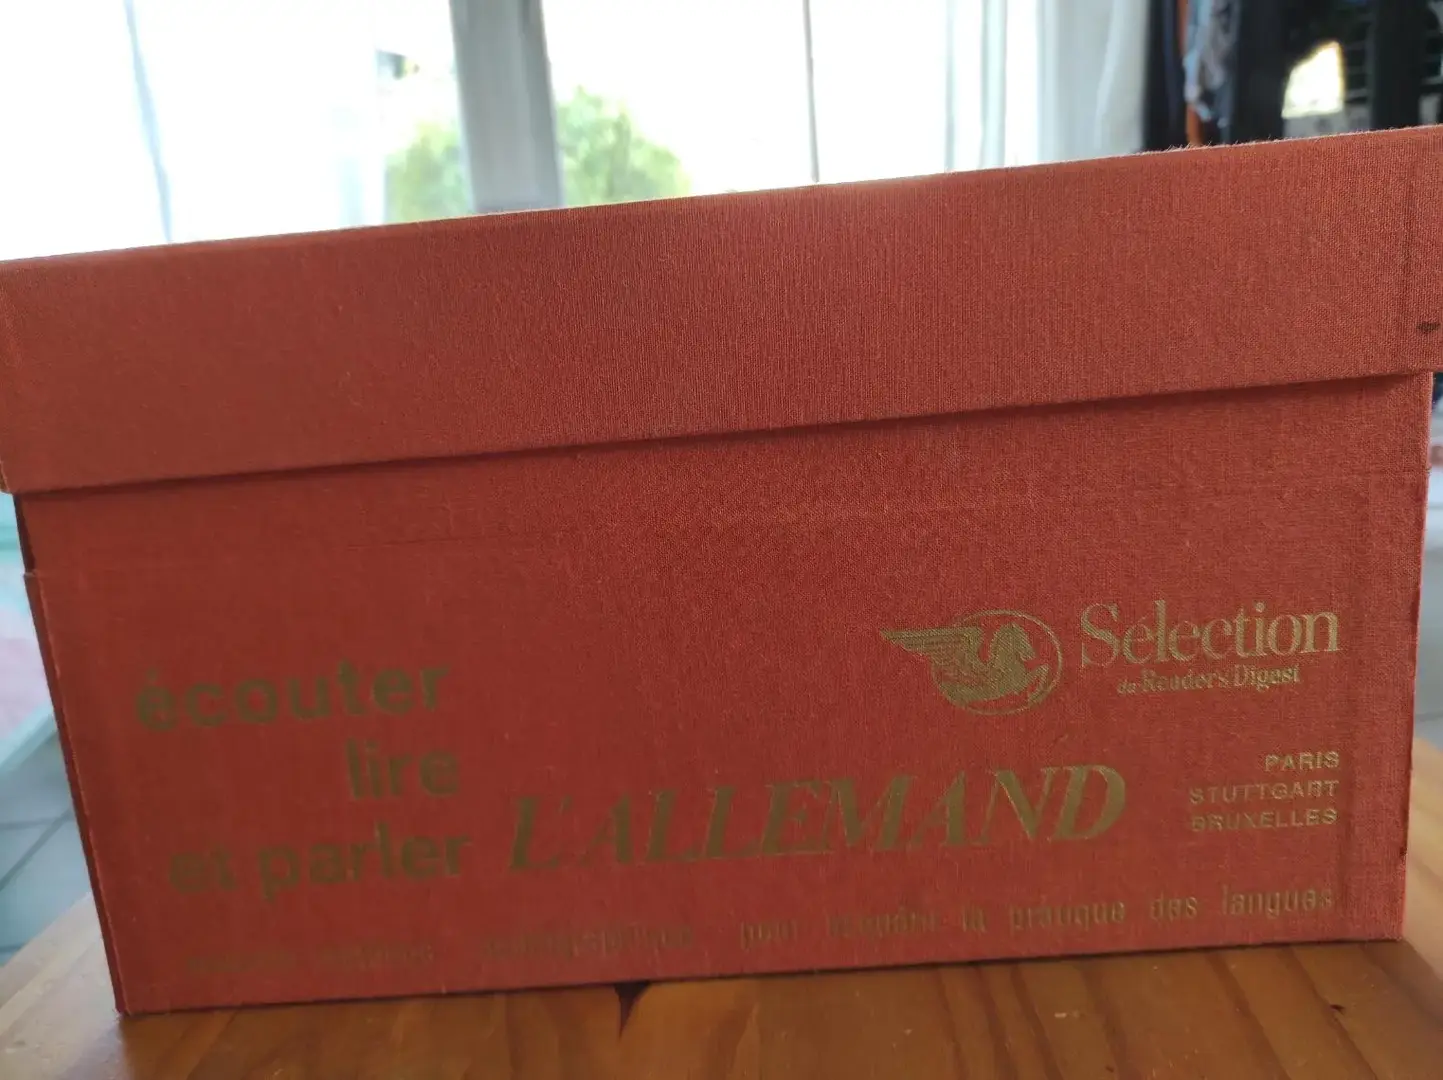 Sélection
du Reader's Digest
écouter
lire
et parler L'ALLEMAND
PARIS
STUTTGART
BRUXELLES
pour acquérir la pratique des langues